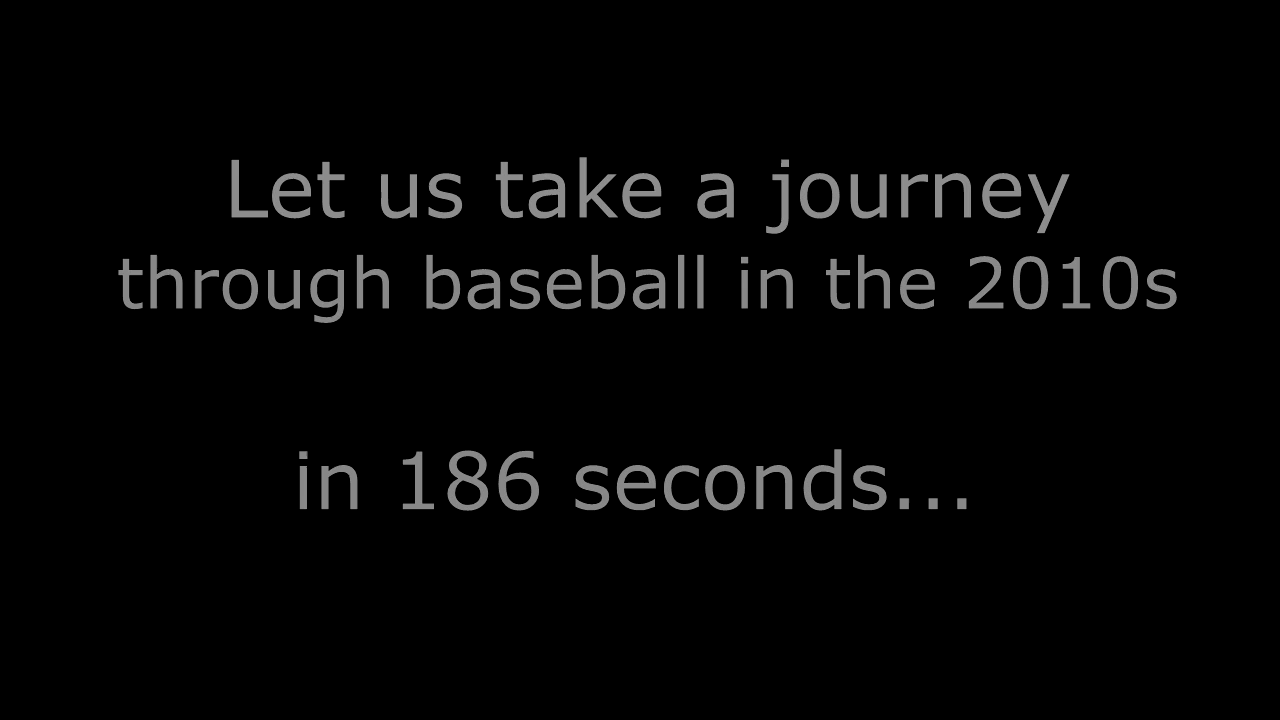 Let us take a journey
through baseball in the 2010s
in 186 seconds...